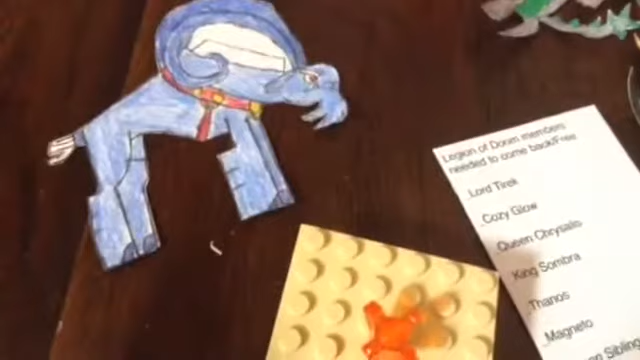 Legion of Doom members
needed to come back/Free
Lord Tirek
Cozy Glow
Queen Chrysalis
King Sombra
Thanos
Magneto
Sibling